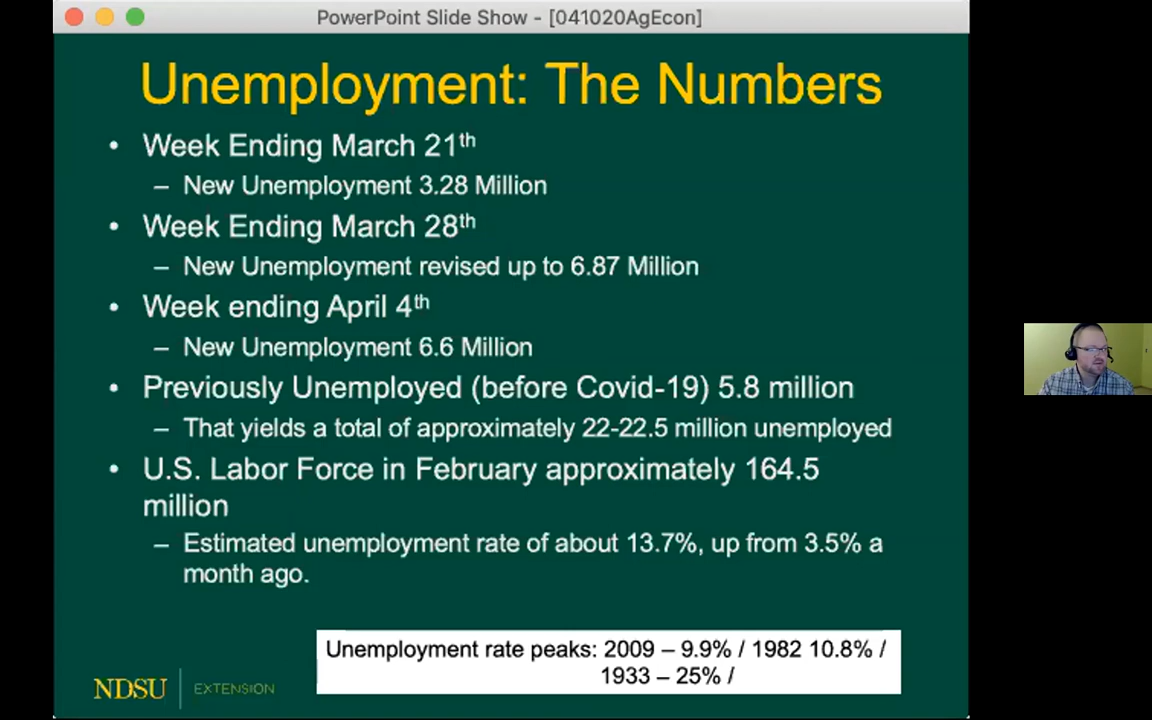 PowerPoint Slide Show - [041020AgEcon]
Unemployment: The Numbers
• Week Ending March 21th
– New Unemployment 3.28 Million
• Week Ending March 28th
– New Unemployment revised up to 6.87 Million
• Week ending April 4th
– New Unemployment 6.6 Million
• Previously Unemployed (before Covid-19) 5.8 million
– That yields a total of approximately 22-22.5 million unemployed
• U.S. Labor Force in February approximately 164.5
million
– Estimated unemployment rate of about 13.7%, up from 3.5% a
month ago.
Unemployment rate peaks: 2009 – 9.9% / 1982 10.8% /
1933 – 25% /
NDSU EXTENSION